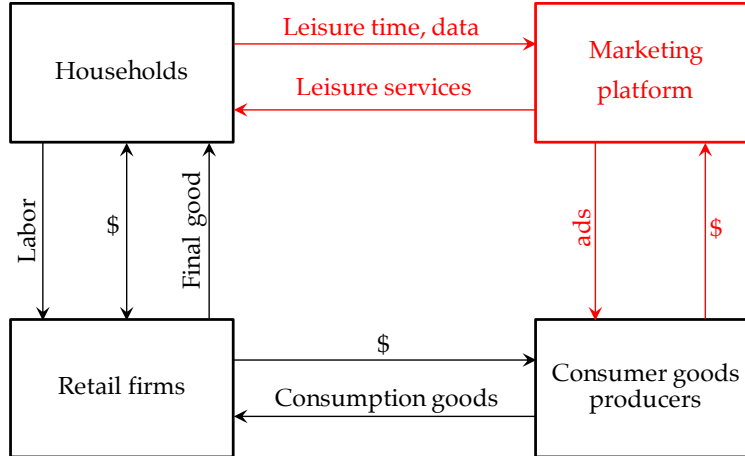 Leisure time, data
Households
Marketing
platform
Leisure services
Labor
$
Final good
ads
$
$
Retail firms
Consumer goods
producers
Consumption goods